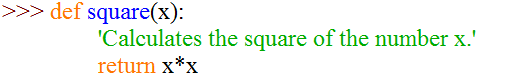 >>> def square(x):
'Calculates the square of the number x.'
return x*x